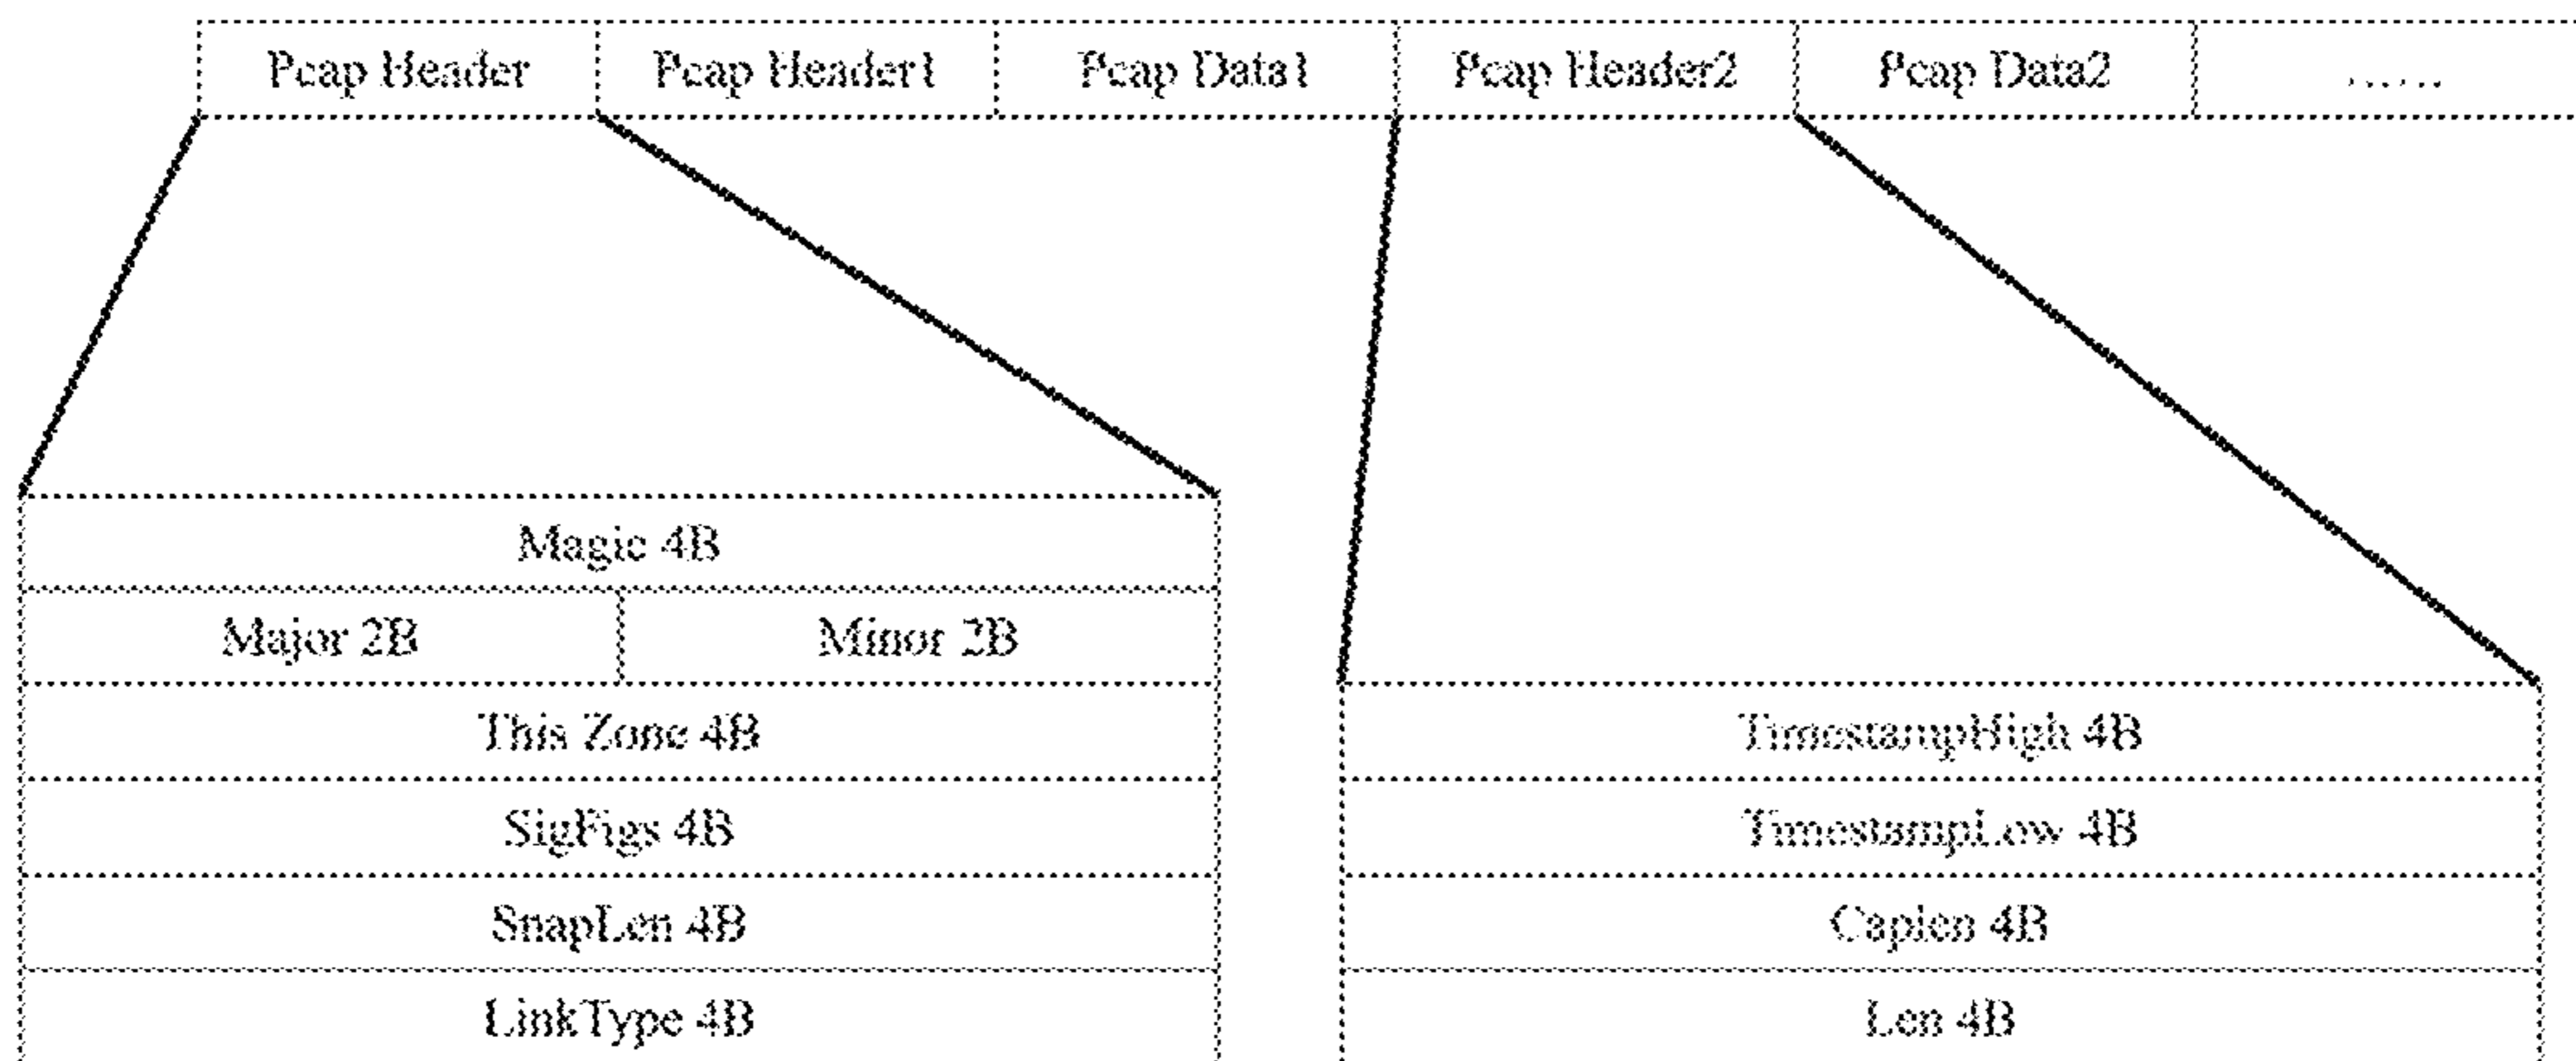 Pcap Header Pcap Header1 Pcap Data1 Pcap Header2 Pcap Data2 ......
Magic 4B
Major 2B Minor 2B
This Zone 4B
SigFigs 4B
SnapLen 4B
LinkType 4B
TimestampHigh 4B
TimestampLow 4B
Caplen 4B
Len 4B